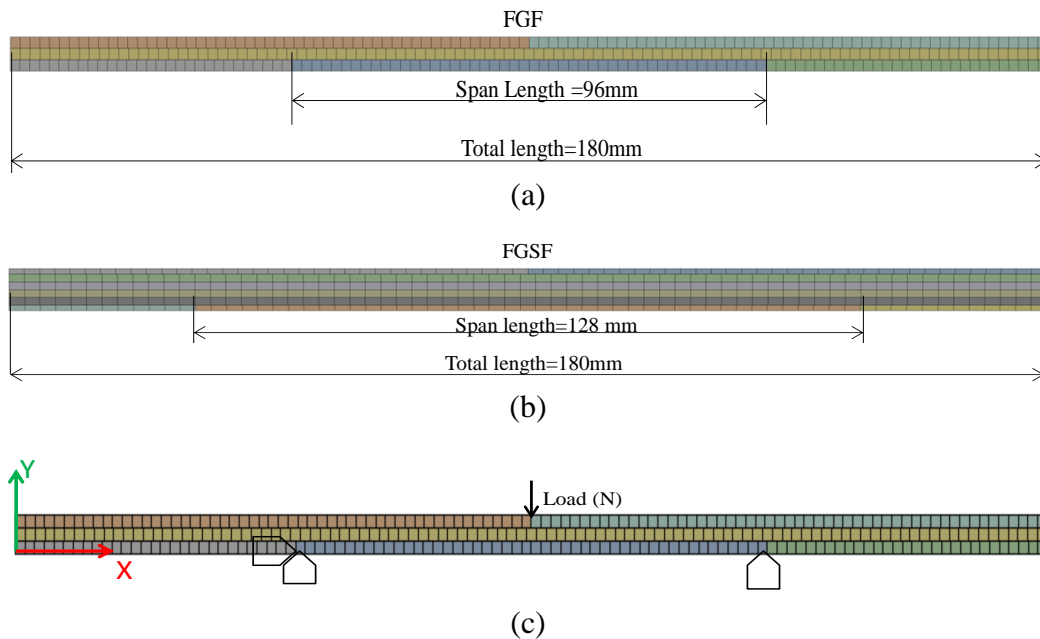 FGF
Span Length =96mm
Total length=180mm
(a)
FGSF
Span length=128 mm
Total length=180mm
(b)
Y
Load (N)
X
(c)